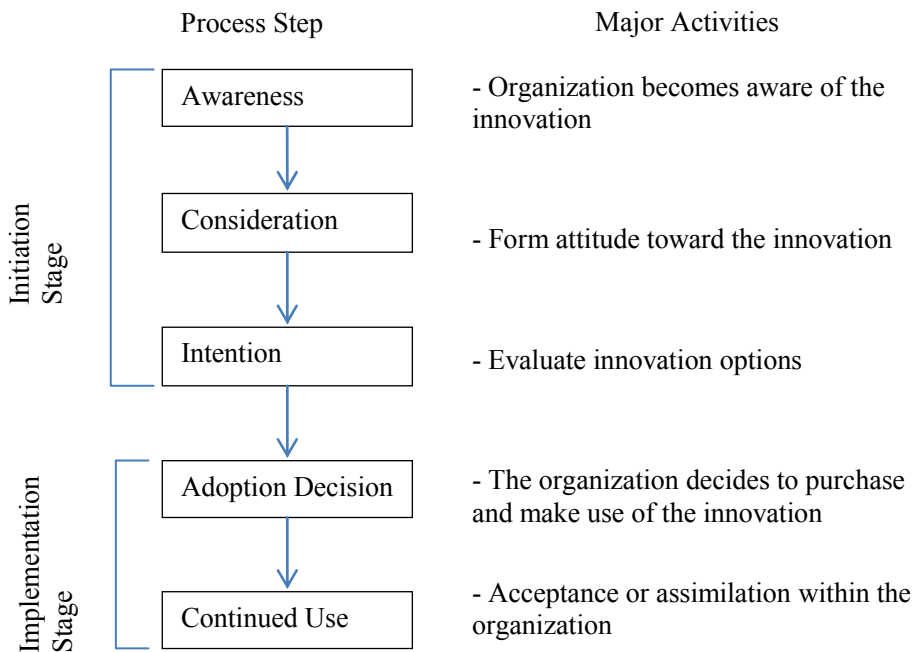 Process Step
Major Activities
Initiation
Stage
Awareness
- Organization becomes aware of the
innovation
Consideration
- Form attitude toward the innovation
Intention
- Evaluate innovation options
Implementation
Stage
Adoption Decision
- The organization decides to purchase
and make use of the innovation
Continued Use
- Acceptance or assimilation within the
organization